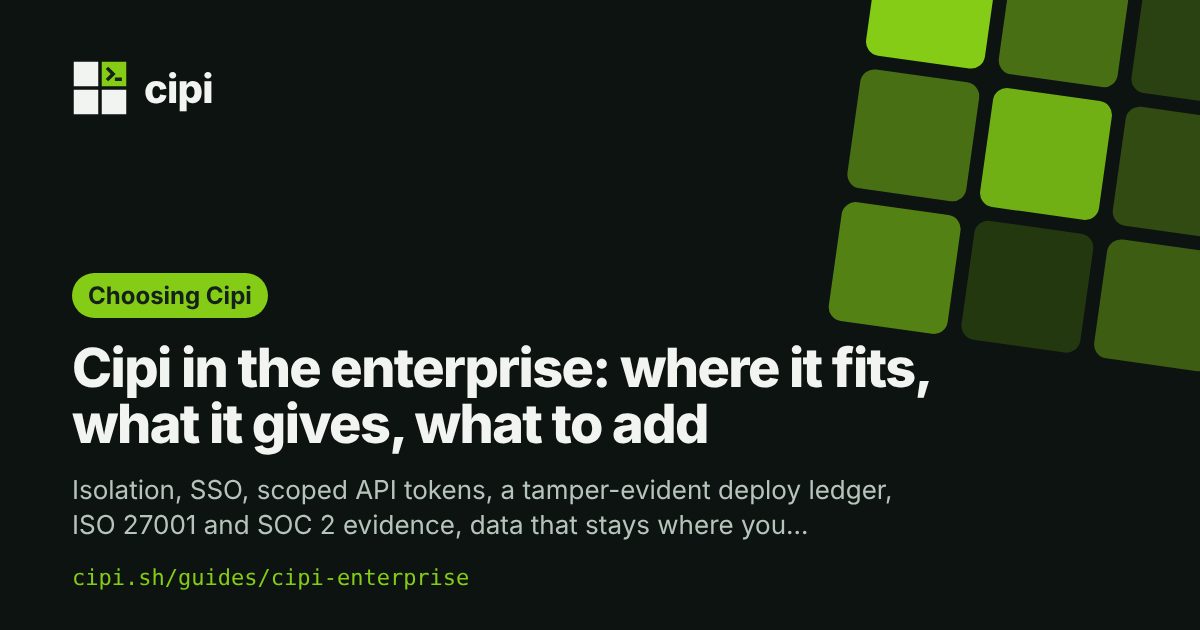 cipi
Choosing Cipi
Cipi in the enterprise: where it fits,
what it gives, what to add
Isolation, SSO, scoped API tokens, a tamper-evident deploy ledger,
ISO 27001 and SOC 2 evidence, data that stays where you...
cipi.sh/guides/cipi-enterprise